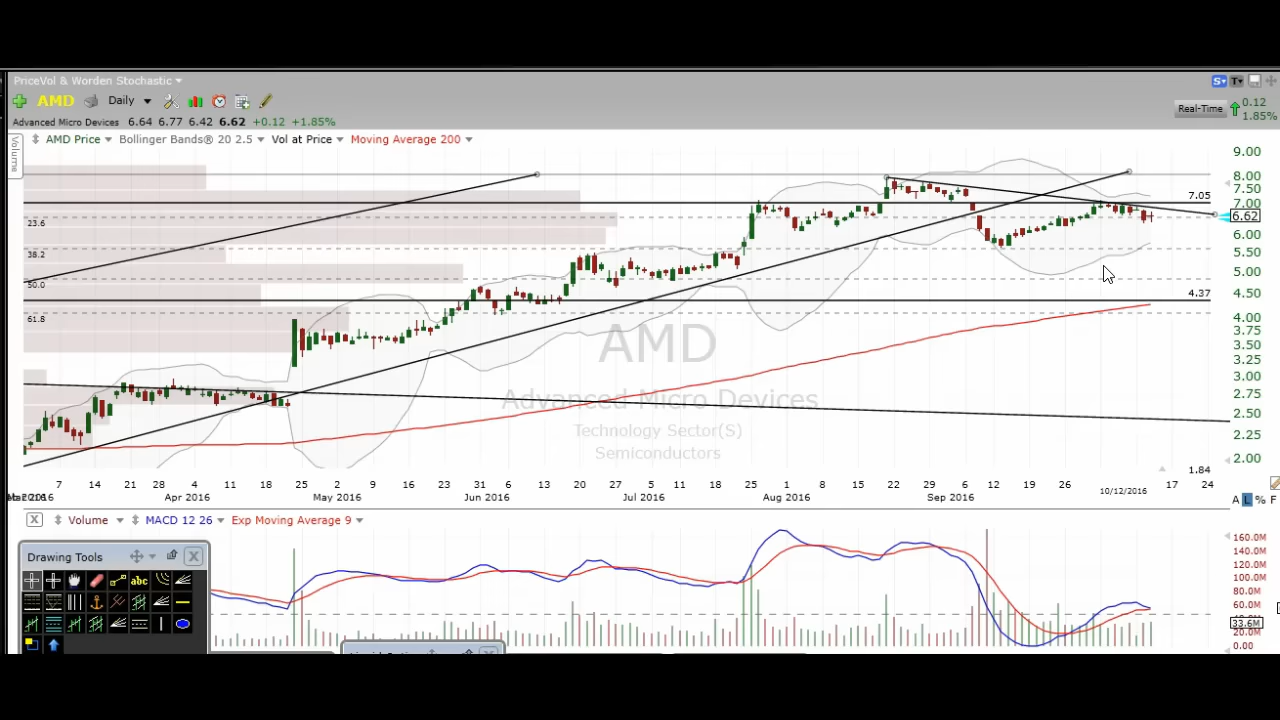 PriceVol & Worden Stochastic
AMD Daily
Real-Time 0.12
1.85%
Advanced Micro Devices 6.64 6.77 6.42 6.62 +0.12 +1.85%
AMD Price Bollinger Bands® 20 2.5 Vol at Price Moving Average 200
Volume
9.00
8.00
7.50
7.05
7.00
6.62
23.6
6.00
38.2
5.50
5.00
50.0
4.50
4.37
61.8
4.00
3.75
3.50
3.25
3.00
2.75
2.50
2.25
2.00
1.84
AMD
Advanced Micro Devices
Technology Sector(S)
Semiconductors
7 14 21 28 4 11 18 25 2 9 16 23 31 6 13 20 27 5 11 18 25 1 8 15 22 29 6 12 19 26 17 24
Mar 2016 Apr 2016 May 2016 Jun 2016 Jul 2016 Aug 2016 Sep 2016 10/12/2016
A L % F
X Volume MACD 12 26 Exp Moving Average 9
Drawing Tools X
abc
160.0M
140.0M
120.0M
100.0M
80.00M
60.0M
33.6M
20.0M
0.00